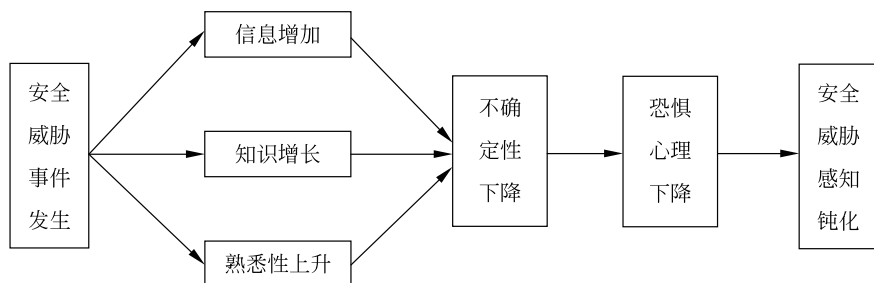 安全
威胁
事件
发生
信息增加
知识增长
熟悉性上升
不确
定性
下降
恐惧
心理
下降
安全
威胁
感知
钝化